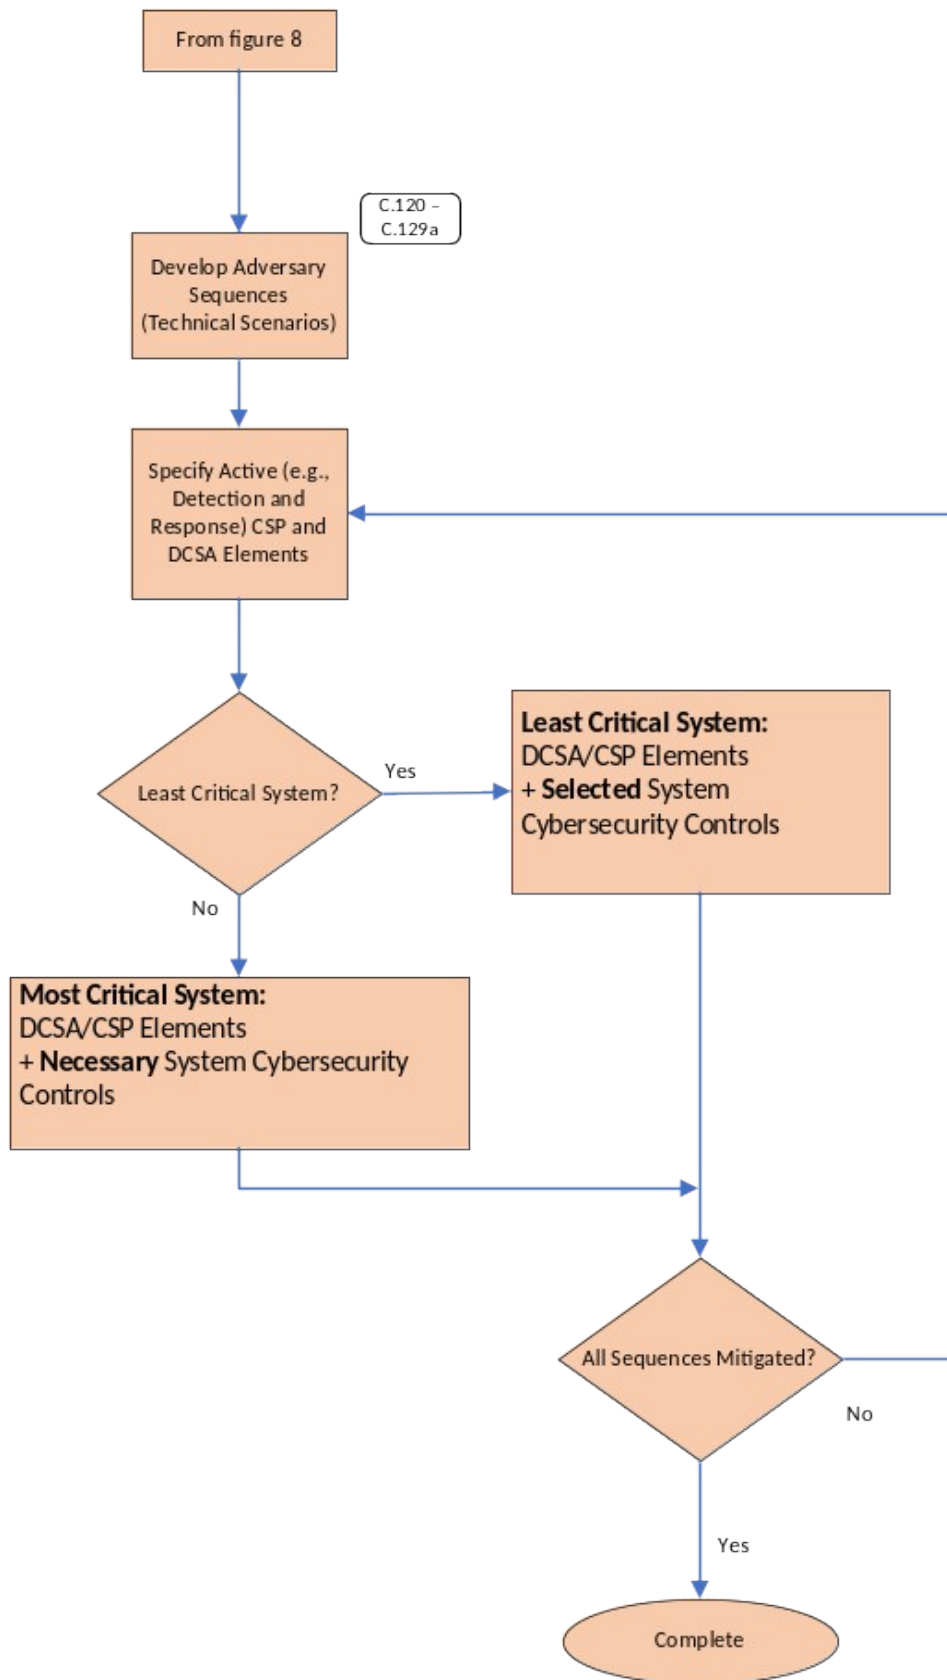 From figure 8
C.120 –
C.129a
Develop Adversary
Sequences
(Technical Scenarios)
Specify Active (e.g.,
Detection and
Response) CSP and
DCSA Elements
Least Critical System?
Yes
Least Critical System:
DCSA/CSP Elements
+ Selected System
Cybersecurity Controls
No
Most Critical System:
DCSA/CSP Elements
+ Necessary System Cybersecurity
Controls
All Sequences Mitigated?
No
Yes
Complete